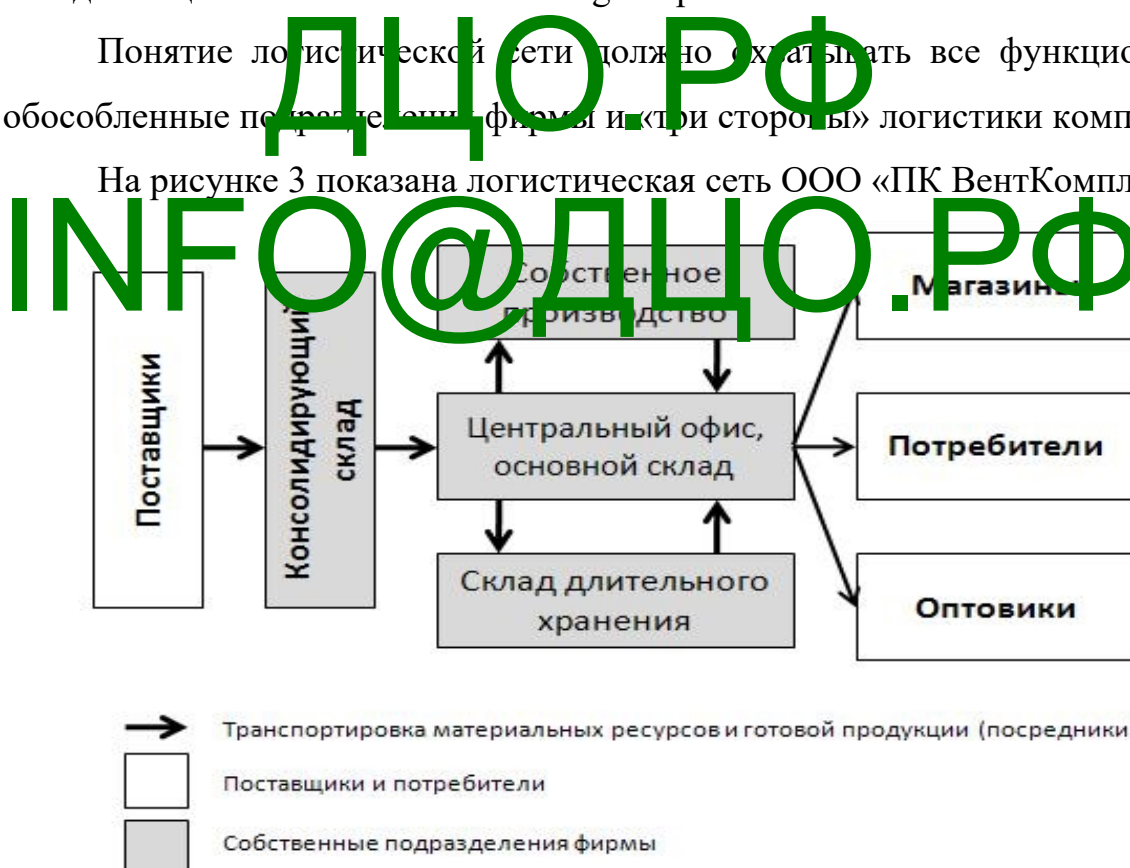 Понятие логистической сети должно охватывать все функцио
обособленные подразделения фирмы и «три стороны» логистики комп
На рисунке 3 показана логистическая сеть ООО «ПК ВентКомпл
ДЦО.РФ
INFO@ДЦО.РФ
Поставщики
Консолидирующий
склад
Собственное
производство
Центральный офис,
основной склад
Склад длительного
хранения
Магазины
Потребители
Оптовики
Транспортировка материальных ресурсов и готовой продукции (посредники
Поставщики и потребители
Собственные подразделения фирмы